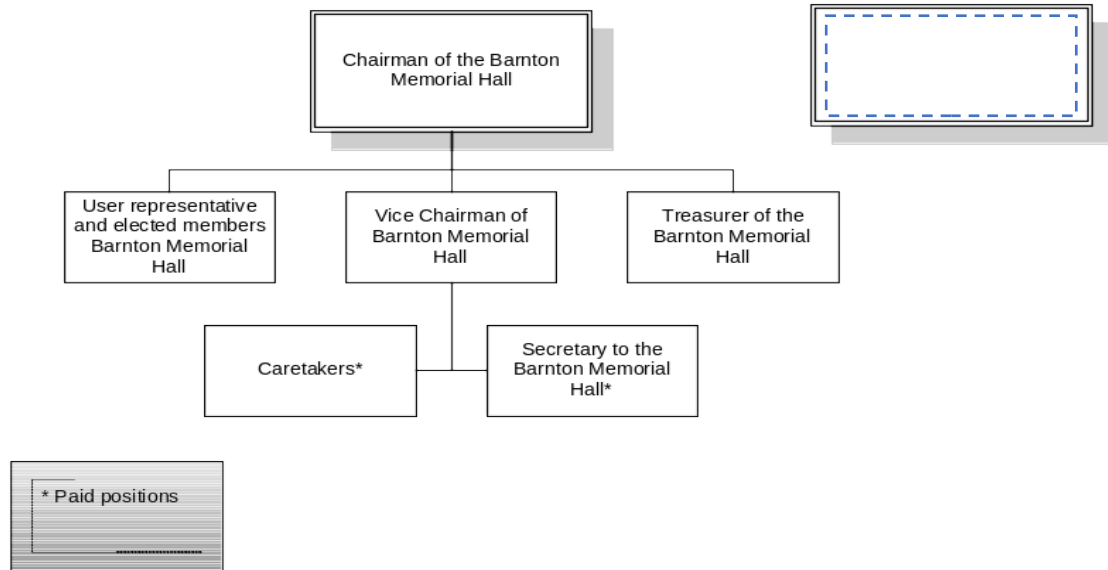 Chairman of the Barnton
Memorial Hall
User representative
and elected members
Barnton Memorial
Hall
Vice Chairman of
Barnton Memorial
Hall
Treasurer of the
Barnton Memorial
Hall
Caretakers*
Secretary to the
Barnton Memorial
Hall*
* Paid positions